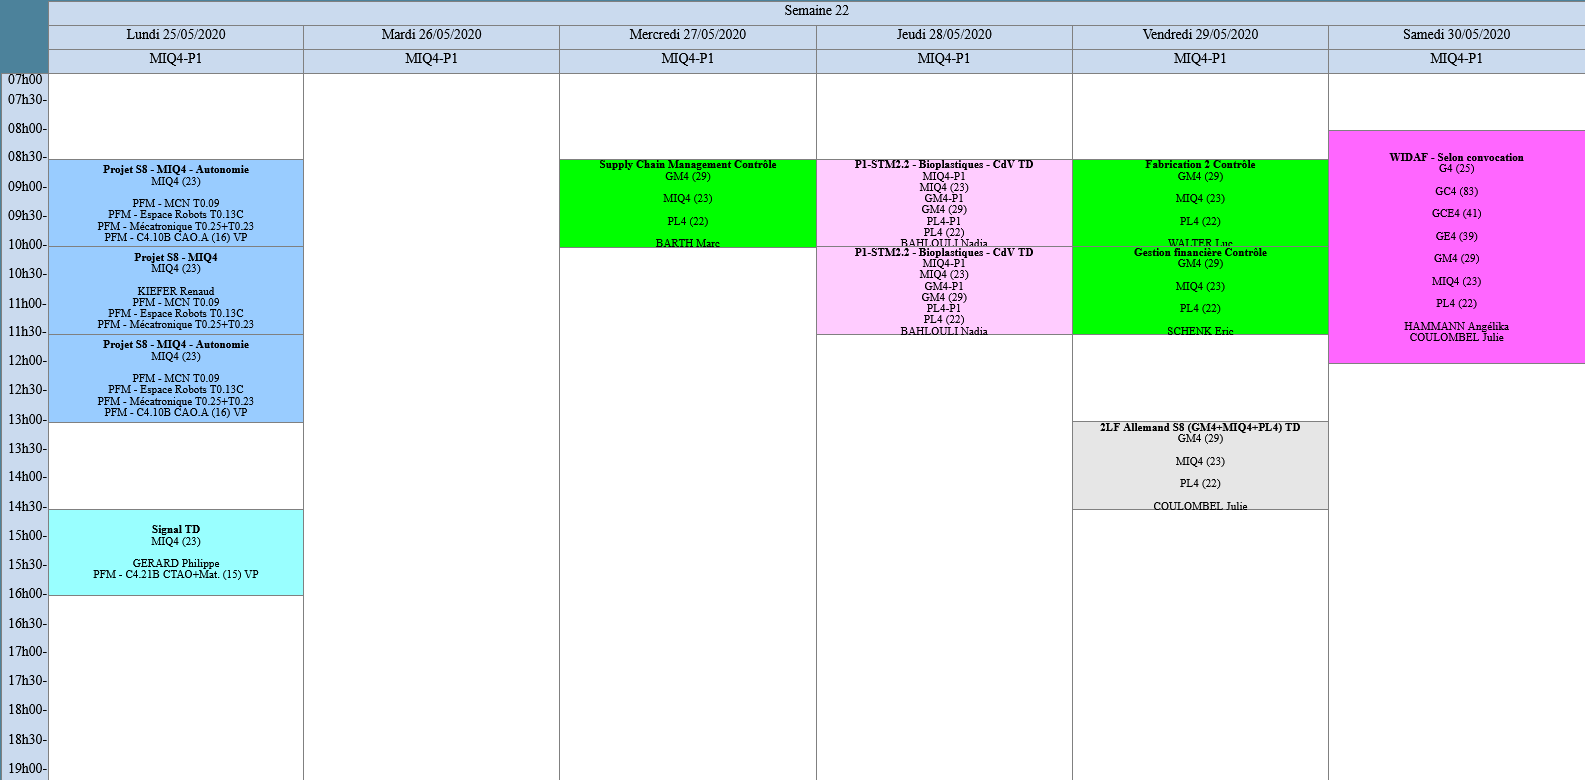 Semaine 22
Lundi 25/05/2020
Mardi 26/05/2020
Mercredi 27/05/2020
Jeudi 28/05/2020
Vendredi 29/05/2020
Samedi 30/05/2020
MIQ4-P1
MIQ4-P1
MIQ4-P1
MIQ4-P1
MIQ4-P1
MIQ4-P1
07h00
07h30-
08h00-
08h30-
09h00-
09h30-
10h00-
10h30-
11h00-
11h30-
12h00-
12h30-
13h00-
13h30-
14h00-
14h30-
15h00-
15h30-
16h00-
16h30-
17h00-
17h30-
18h00-
18h30-
19h00-
Projet S8 - MIQ4 - Autonomie
MIQ4 (23)
PFM - MCN T0.09
PFM - Espace Robots T0.13C
PFM - Mécatronique T0.25+T0.23
PFM - C4.10B CAO.A (16) VP
Projet S8 - MIQ4
MIQ4 (23)
KIEFER Renaud
PFM - MCN T0.09
PFM - Espace Robots T0.13C
PFM - Mécatronique T0.25+T0.23
Projet S8 - MIQ4 - Autonomie
MIQ4 (23)
PFM - MCN T0.09
PFM - Espace Robots T0.13C
PFM - Mécatronique T0.25+T0.23
PFM - C4.10B CAO.A (16) VP
Signal TD
MIQ4 (23)
GERARD Philippe
PFM - C4.21B CTAO+Mat. (15) VP
Supply Chain Management Contrôle
GM4 (29)
MIQ4 (23)
PL4 (22)
BARTH Marc
P1-STM2.2 - Bioplastiques - CdV TD
MIQ4-P1
MIQ4 (23)
GM4-P1
GM4 (29)
PL4-P1
PL4 (22)
BAHLOULI Nadia
P1-STM2.2 - Bioplastiques - CdV TD
MIQ4-P1
MIQ4 (23)
GM4-P1
GM4 (29)
PL4-P1
PL4 (22)
BAHLOULI Nadia
Fabrication 2 Contrôle
GM4 (29)
MIQ4 (23)
PL4 (22)
WALTER Luc
Gestion financière Contrôle
GM4 (29)
MIQ4 (23)
PL4 (22)
SCHENK Eric
2LF Allemand S8 (GM4+MIQ4+PL4) TD
GM4 (29)
MIQ4 (23)
PL4 (22)
COULOMBEL Julie
WIDAF - Selon convocation
G4 (25)
GC4 (83)
GCE4 (41)
GE4 (39)
GM4 (29)
MIQ4 (23)
PL4 (22)
HAMMANN Angélika
COULOMBEL Julie